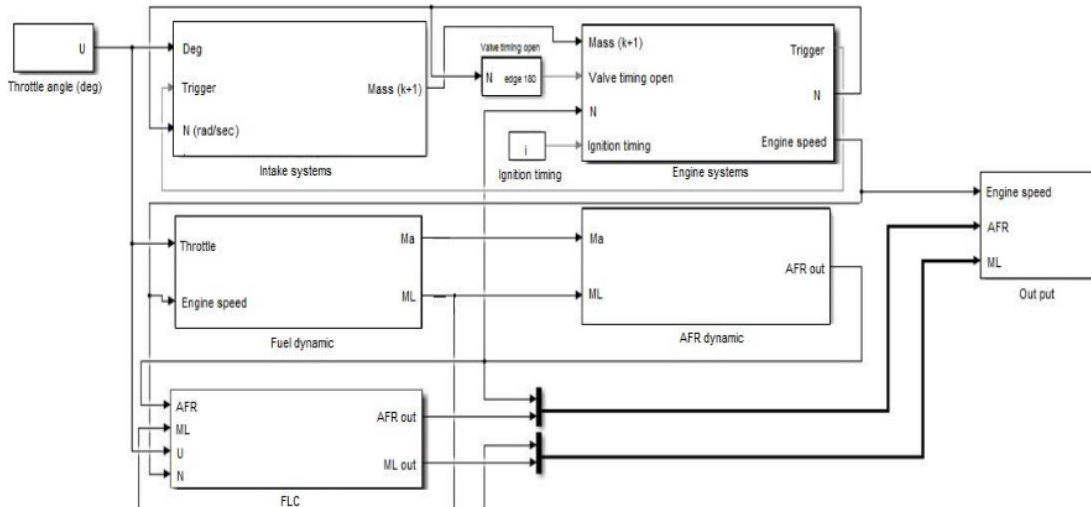 U
Throttle angle (deg)
Deg
Trigger
N (rad/sec)
Mass (k+1)
Intake systems
Valve timing open
N
edge 180
i
Ignition timing
Mass (k+1)
Valve timing open
N
Ignition timing
Trigger
N
Engine speed
Engine systems
Throttle
Engine speed
Ma
ML
Fuel dynamic
Ma
ML
AFR out
AFR dynamic
Engine speed
AFR
ML
Out put
AFR
ML
U
N
AFR out
ML out
FLC